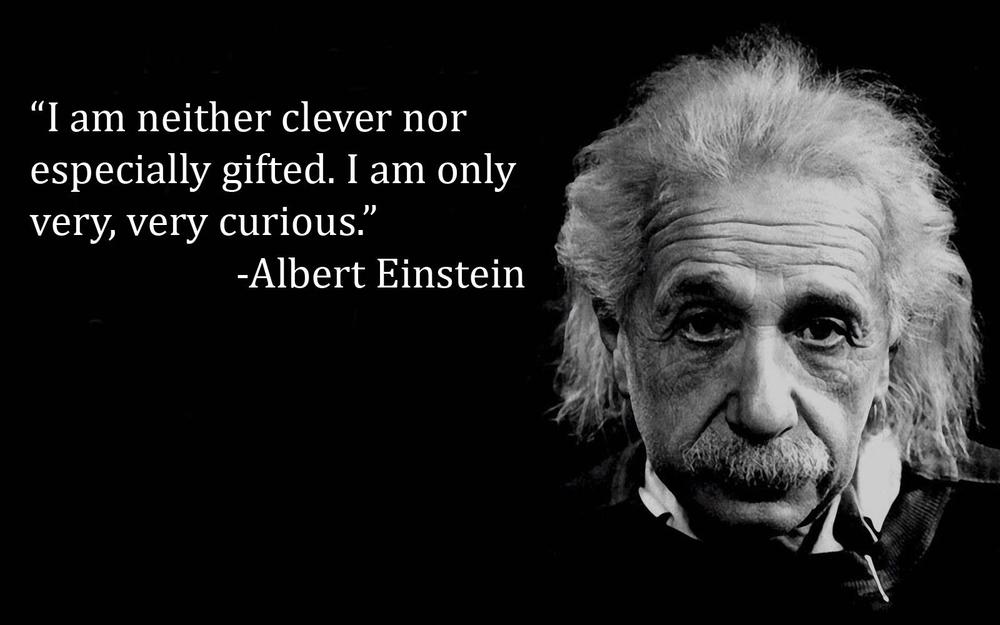 “I am neither clever nor
especially gifted. I am only
very, very curious.”
-Albert Einstein